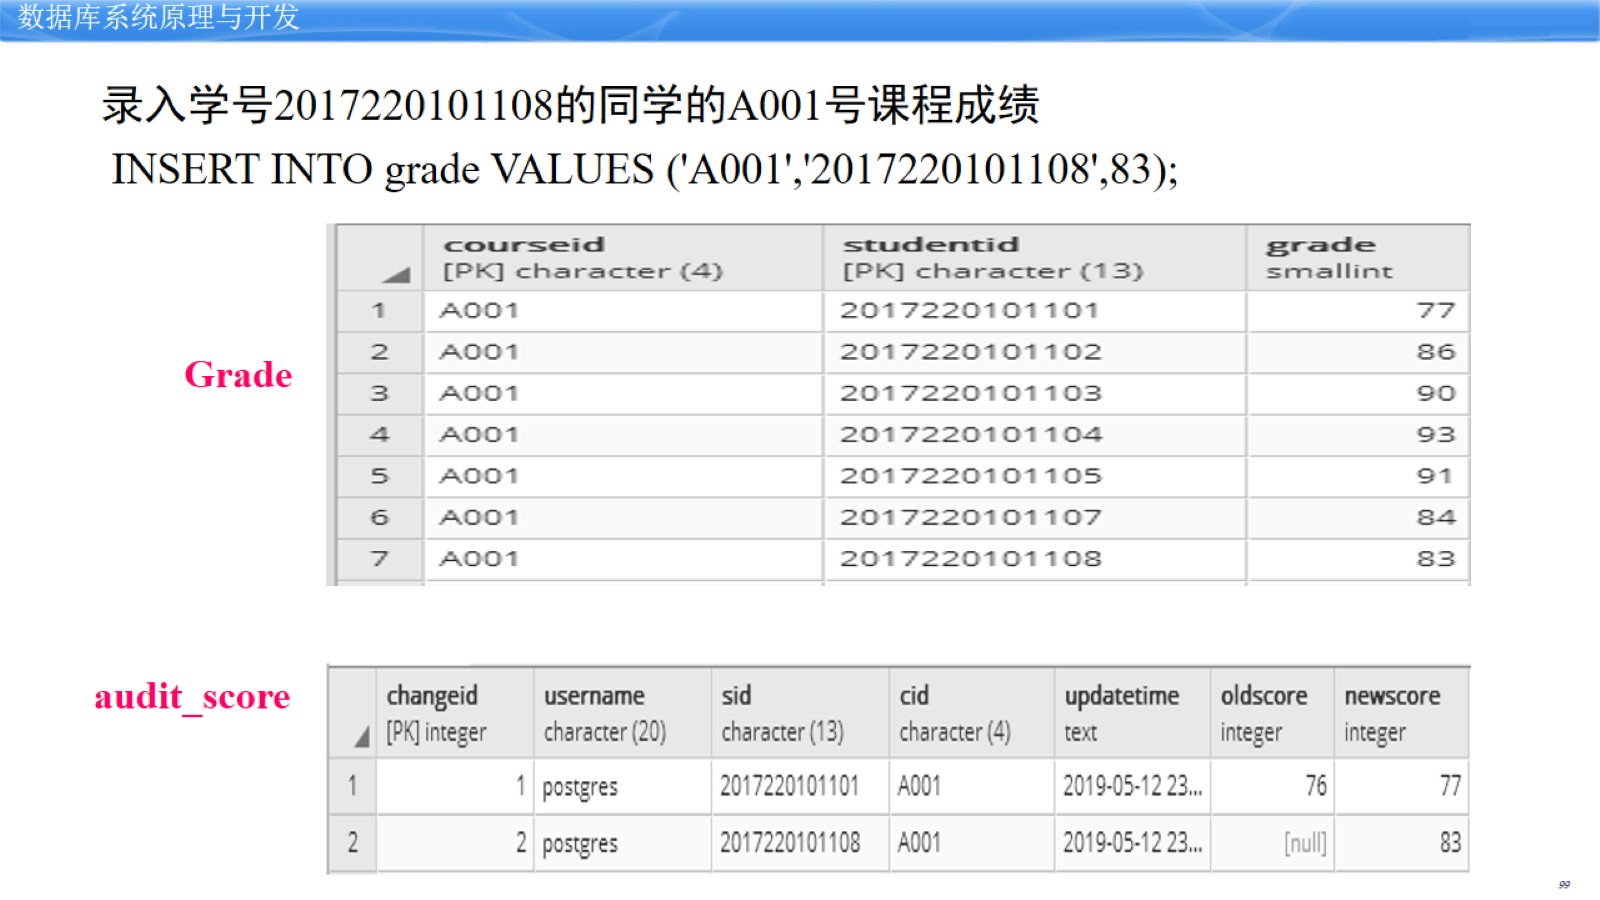 数据库系统原理与开发
录入学号2017220101108的同学的A001号课程成绩
INSERT INTO grade VALUES ('A001','2017220101108',83);
Grade
courseid studentid grade
[PK] character (4) [PK] character (13) smallint
1 A001 2017220101101 77
2 A001 2017220101102 86
3 A001 2017220101103 90
4 A001 2017220101104 93
5 A001 2017220101105 91
6 A001 2017220101107 84
7 A001 2017220101108 83
audit_score
changeid username sid cid updatetime oldscore newscore
[PK] integer character (20) character (13) character (4) text integer integer
1 1 postgres 2017220101101 A001 2019-05-12 23... 76 77
2 2 postgres 2017220101108 A001 2019-05-12 23... [null] 83
99